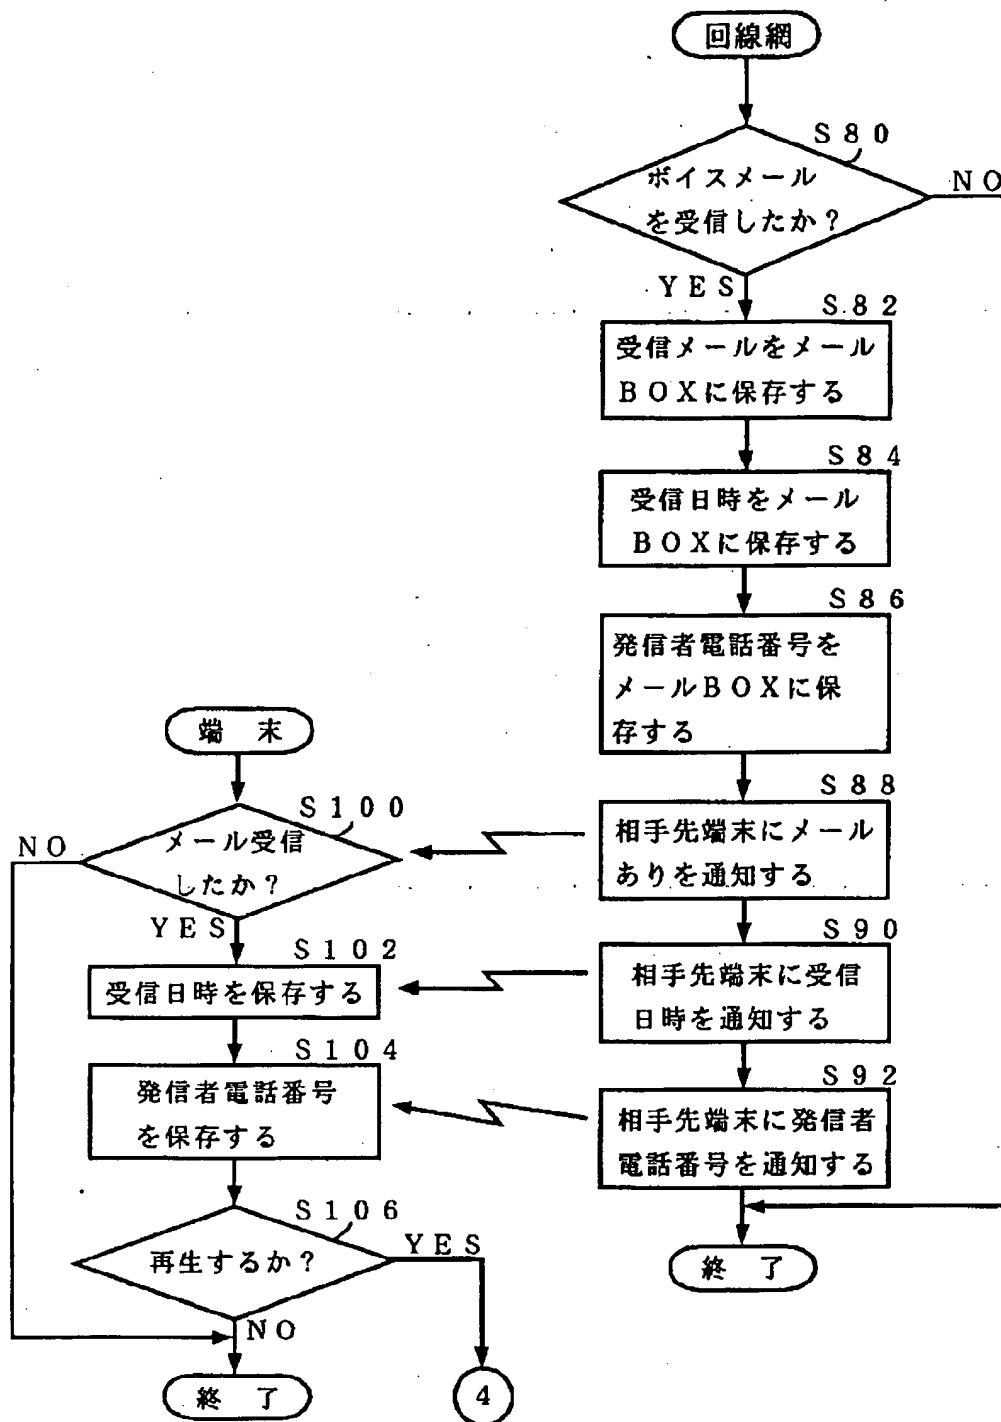 回線網
S80
ボイスメール
を受信したか？
NO
YES
S82
受信メールをメール
BOXに保存する
S84
受信日時をメール
BOXに保存する
S86
発信者電話番号を
メールBOXに保
存する
S88
相手先端末にメール
ありを通知する
S90
相手先端末に受信
日時を通知する
S92
相手先端末に発信者
電話番号を通知する
終了
端末
S100
メール受信
したか？
NO
YES
S102
受信日時を保存する
S104
発信者電話番号
を保存する
S106
再生するか？
YES
NO
終了
4